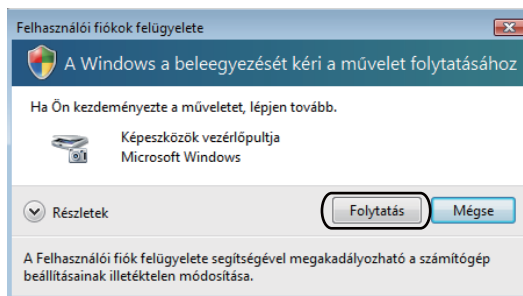 Felhasználói fiókok felügyelete
A Windows a beleegyezését kéri a művelet folytatásához
Ha Ön kezdeményezte a műveletet, lépjen tovább.
Képeszközök vezérlőpultja
Microsoft Windows
Részletek
Folytatás
Mégse
A Felhasználói fiók felügyelete segítségével megakadályozható a számítógép
beállításainak illetéktelen módosítása.